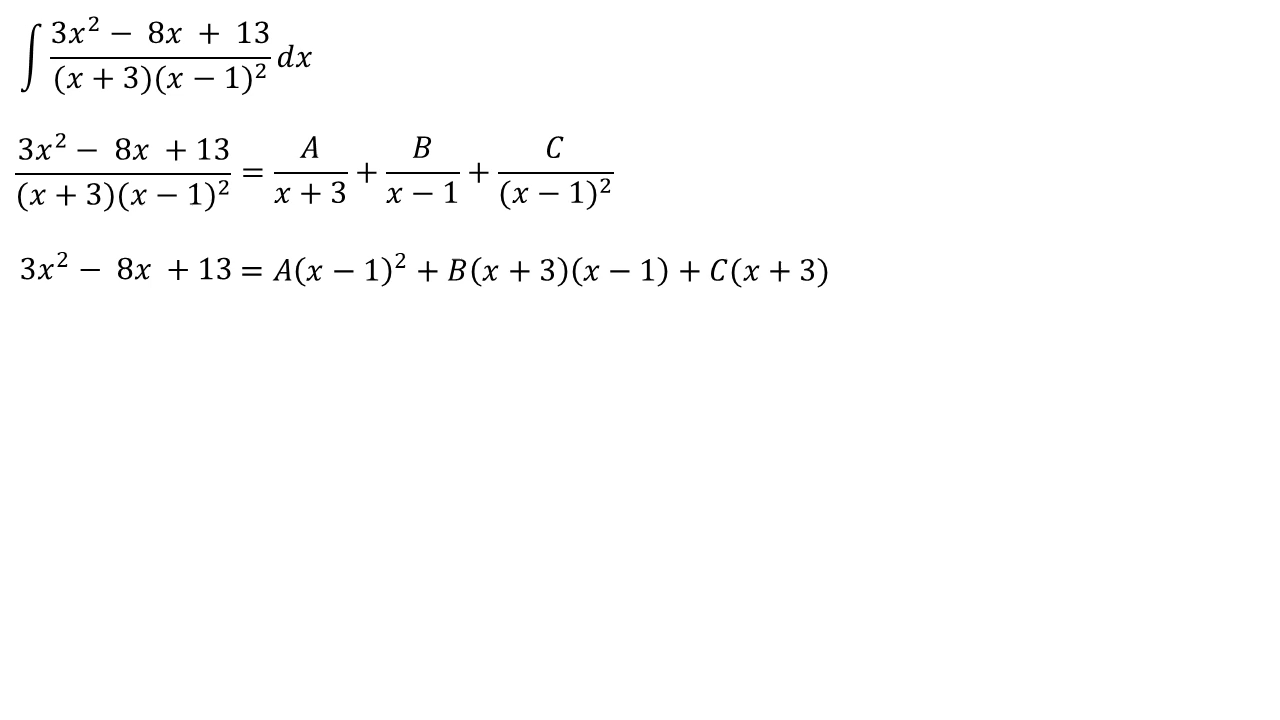 ∫ (3x² − 8x + 13)/((x + 3)(x − 1)²) dx
(3x² − 8x + 13)/((x + 3)(x − 1)²) = A/(x + 3) + B/(x − 1) + C/(x − 1)²
3x² − 8x + 13 = A(x − 1)² + B(x + 3)(x − 1) + C(x + 3)